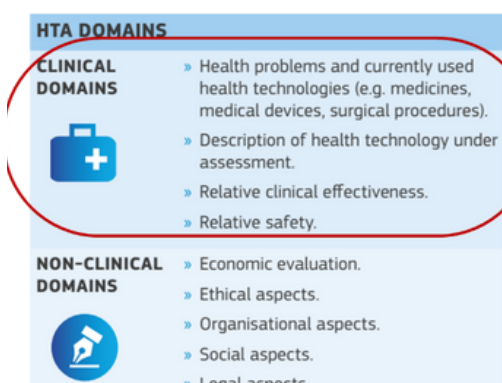 HTA DOMAINS
CLINICAL
DOMAINS
» Health problems and currently used
health technologies (e.g. medicines,
medical devices, surgical procedures).
» Description of health technology under
assessment.
» Relative clinical effectiveness.
» Relative safety.
NON-CLINICAL
DOMAINS
» Economic evaluation.
» Ethical aspects.
» Organisational aspects.
» Social aspects.
» Legal aspects.